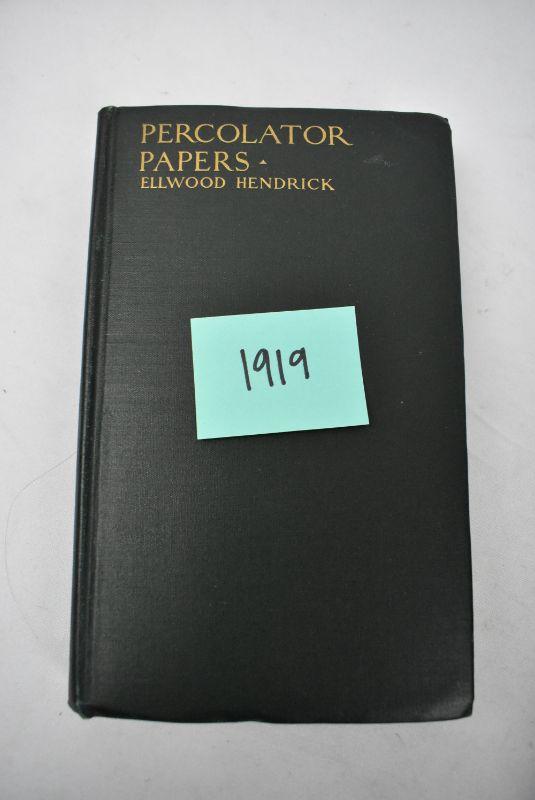 PERCOLATOR
PAPERS ·
ELLWOOD HENDRICK
1919